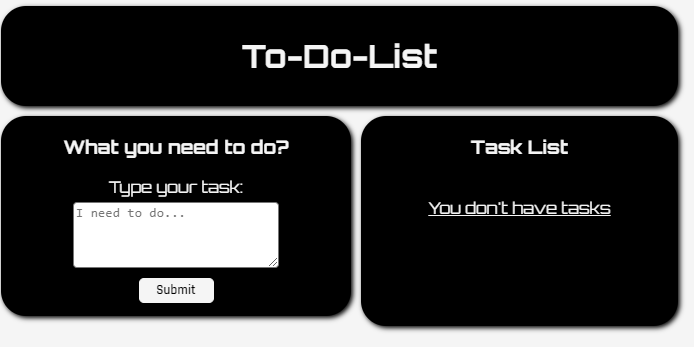 To-Do-List
What you need to do?
Type your task:
I need to do...
Submit
Task List
You don't have tasks